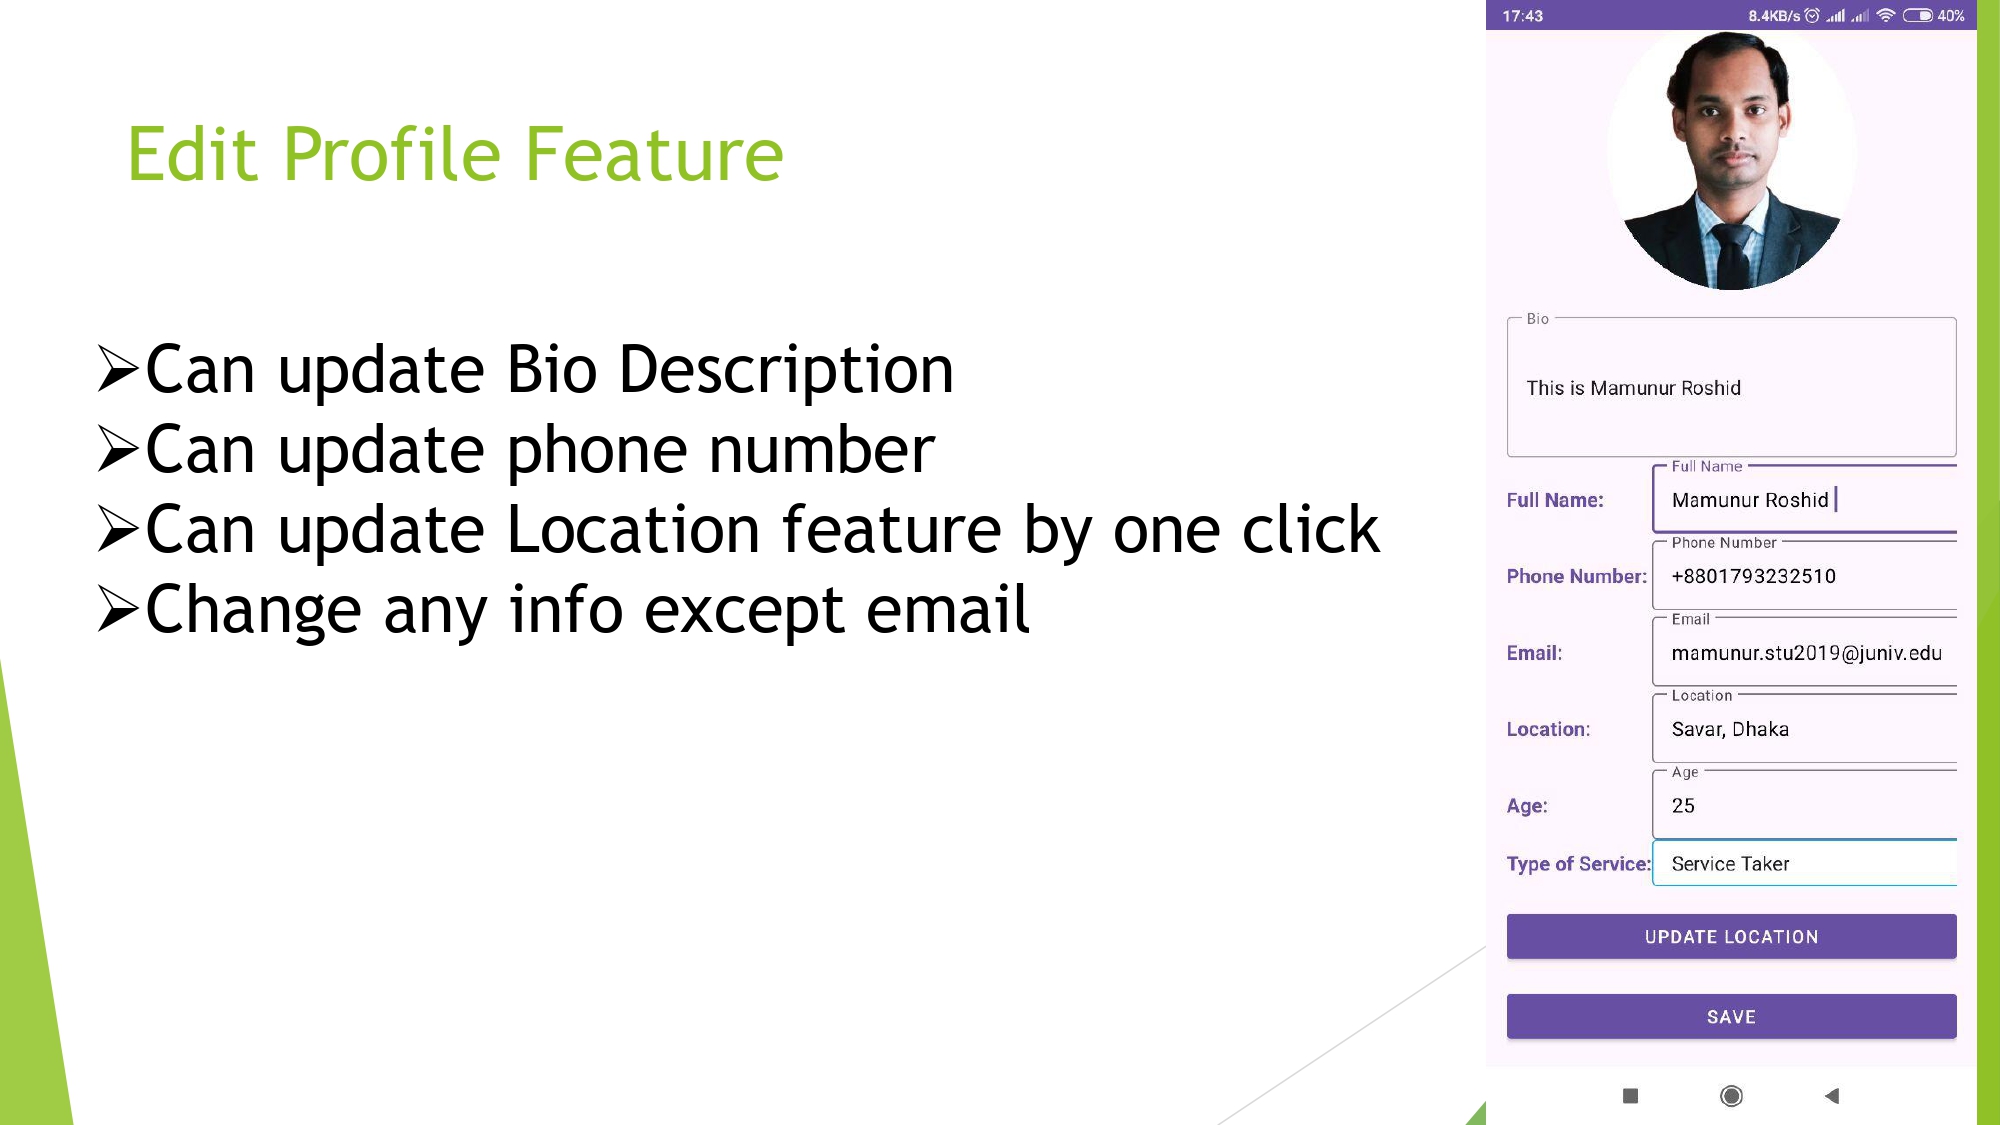 Edit Profile Feature
➢Can update Bio Description
➢Can update phone number
➢Can update Location feature by one click
➢Change any info except email
17:43 8.4KB/s 40%
Bio
This is Mamunur Roshid
Full Name
Full Name: Mamunur Roshid
Phone Number
Phone Number: +8801793232510
Email
Email: mamunur.stu2019@juniv.edu
Location
Location: Savar, Dhaka
Age
Age: 25
Type of Service: Service Taker
UPDATE LOCATION
SAVE